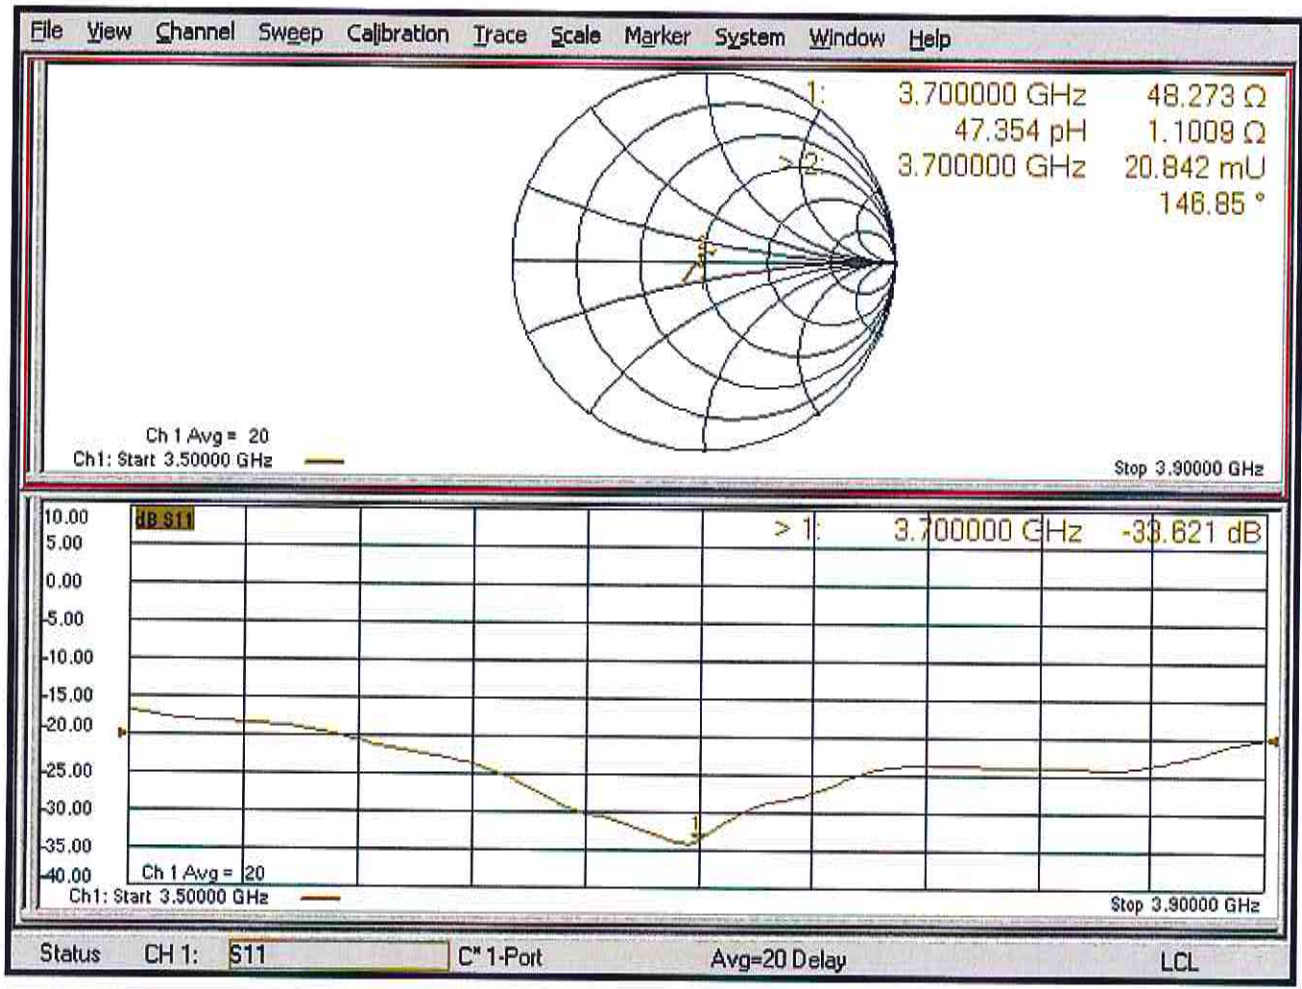 File View Channel Sweep Calibration Trace Scale Marker System Window Help
1: 3.700000 GHz 48.273 Ω
47.354 pH 1.1009 Ω
> 2: 3.700000 GHz 20.842 mU
146.85 °
Ch 1 Avg = 20
Ch1: Start 3.50000 GHz
Stop 3.90000 GHz
10.00
dB S11
> 1: 3.700000 GHz -33.621 dB
5.00
0.00
-5.00
-10.00
-15.00
-20.00
-25.00
-30.00
1
-35.00
-40.00
Ch 1 Avg = 20
Ch1: Start 3.50000 GHz
Stop 3.90000 GHz
Status CH 1: S11 C* 1-Port Avg=20 Delay LCL